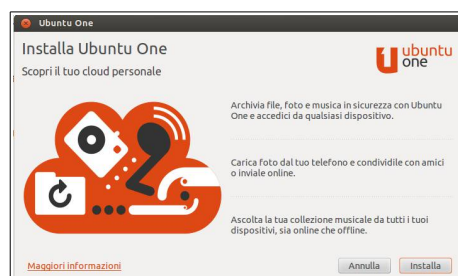 Ubuntu One
Installa Ubuntu One
Scopri il tuo cloud personale
ubuntu
one
Archivia file, foto e musica in sicurezza con Ubuntu
One e accedici da qualsiasi dispositivo.
Carica foto dal tuo telefono e condividile con amici
o inviale online.
Ascolta la tua collezione musicale da tutti i tuoi
dispositivi, sia online che offline.
Maggiori informazioni
Annulla
Installa